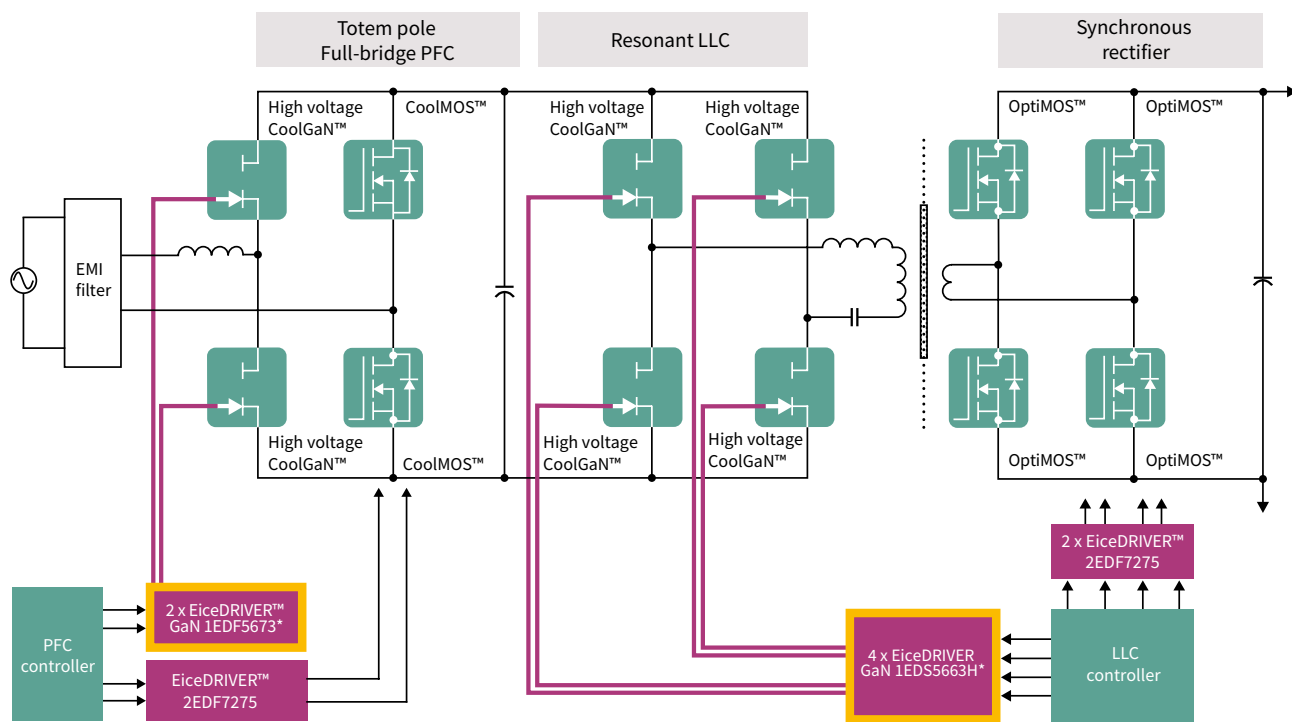 Totem pole
Full-bridge PFC
Resonant LLC
Synchronous
rectifier
High voltage
CoolGaN™
CoolMOS™
High voltage
CoolGaN™
High voltage
CoolGaN™
OptiMOS™
OptiMOS™
EMI
filter
High voltage
CoolGaN™
CoolMOS™
High voltage
CoolGaN™
High voltage
CoolGaN™
OptiMOS™
OptiMOS™
2 x EiceDRIVER™
2EDF7275
PFC
controller
2 x EiceDRIVER™
GaN 1EDF5673*
EiceDRIVER™
2EDF7275
4 x EiceDRIVER
GaN 1EDS5663H*
LLC
controller